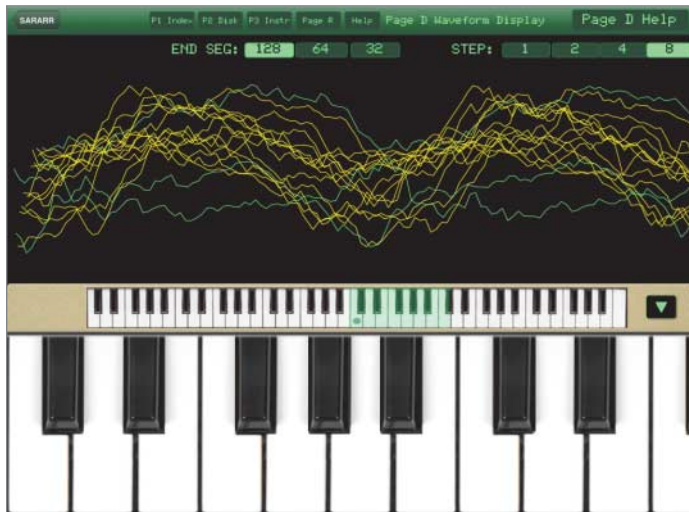 SARARR P1 Index P2 Disk P3 Instr Page R Help Page D Waveform Display Page D Help
END SEG: 128 64 32 STEP: 1 2 4 8